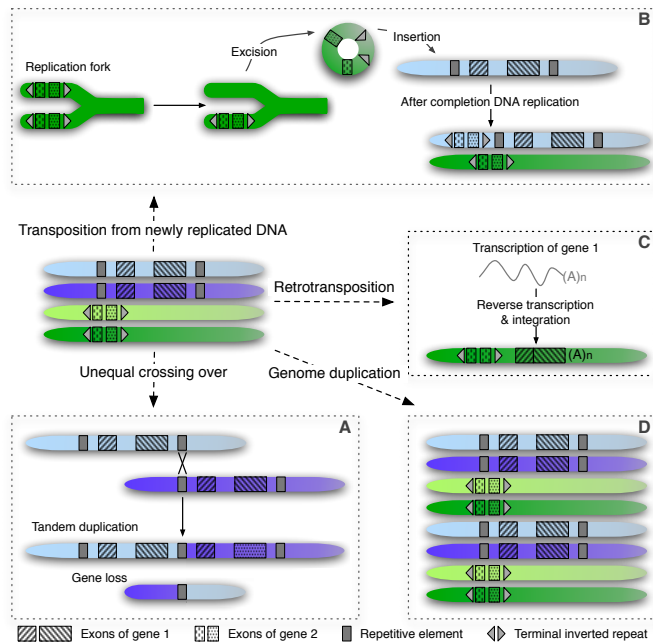 B
Excision
Insertion
Replication fork
After completion DNA replication
Transposition from newly replicated DNA
C
Transcription of gene 1
(A)n
Retrotransposition
Reverse transcription
& integration
(A)n
Unequal crossing over
Genome duplication
A
D
Tandem duplication
Gene loss
Exons of gene 1
Exons of gene 2
Repetitive element
Terminal inverted repeat